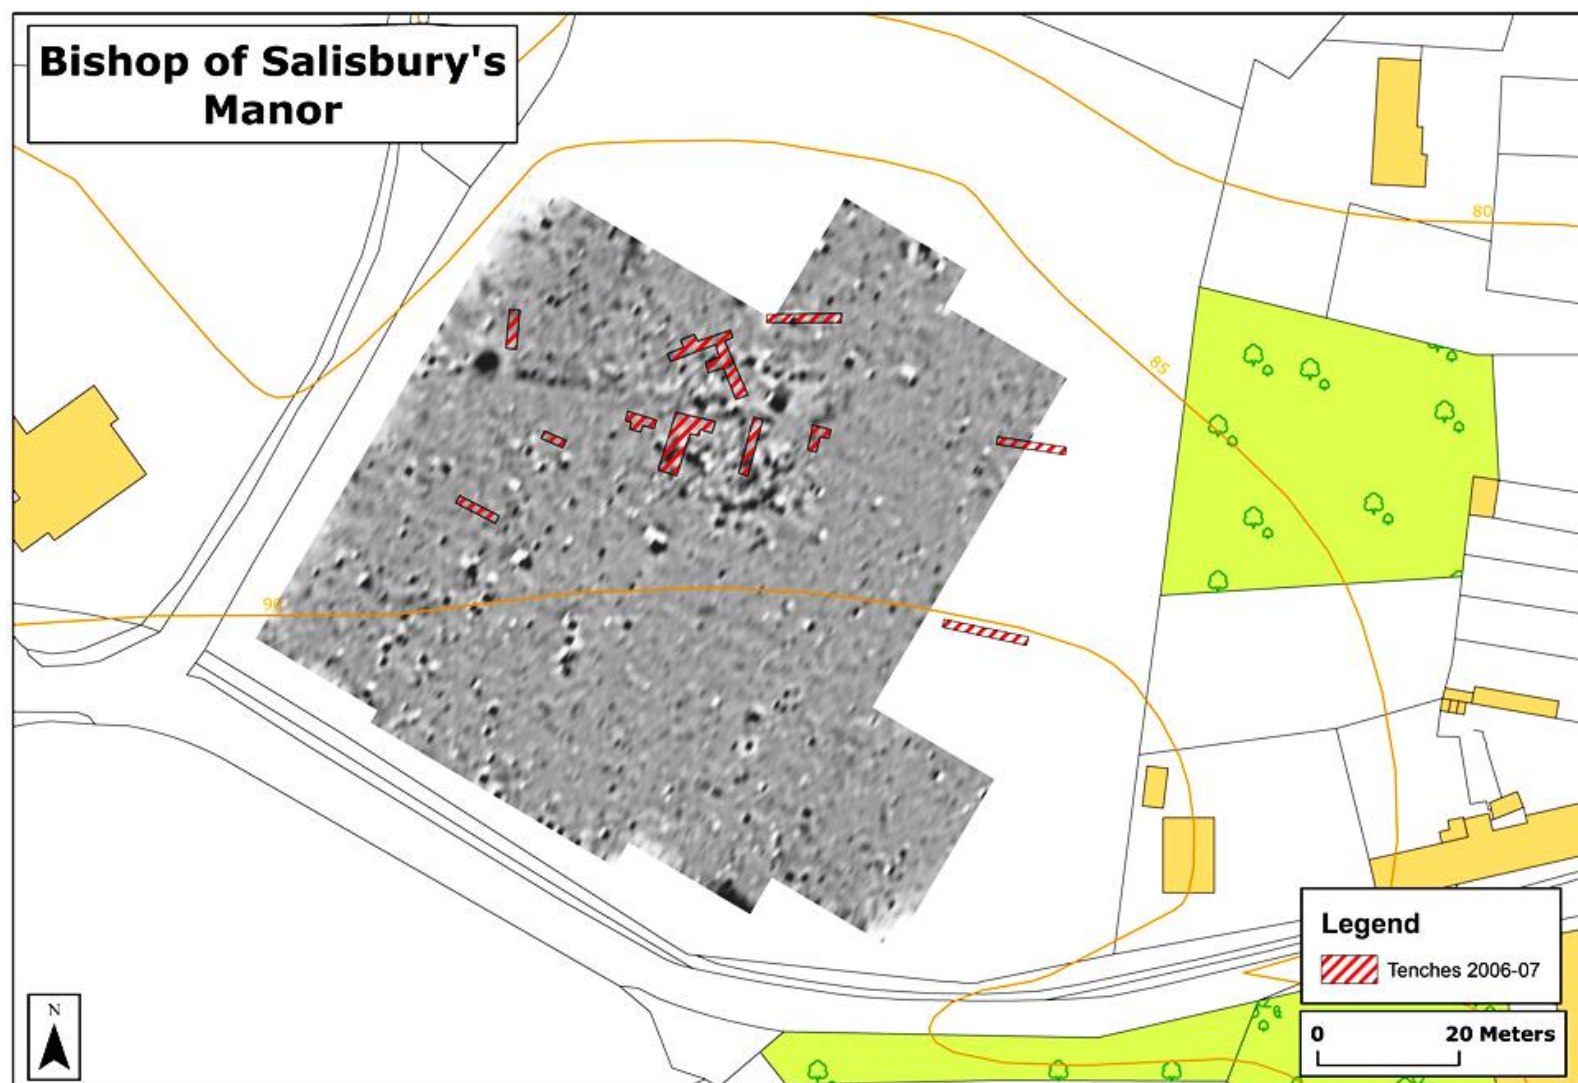 Bishop of Salisbury's
Manor
80
85
90
Legend
Tenches 2006-07
N
0 20 Meters